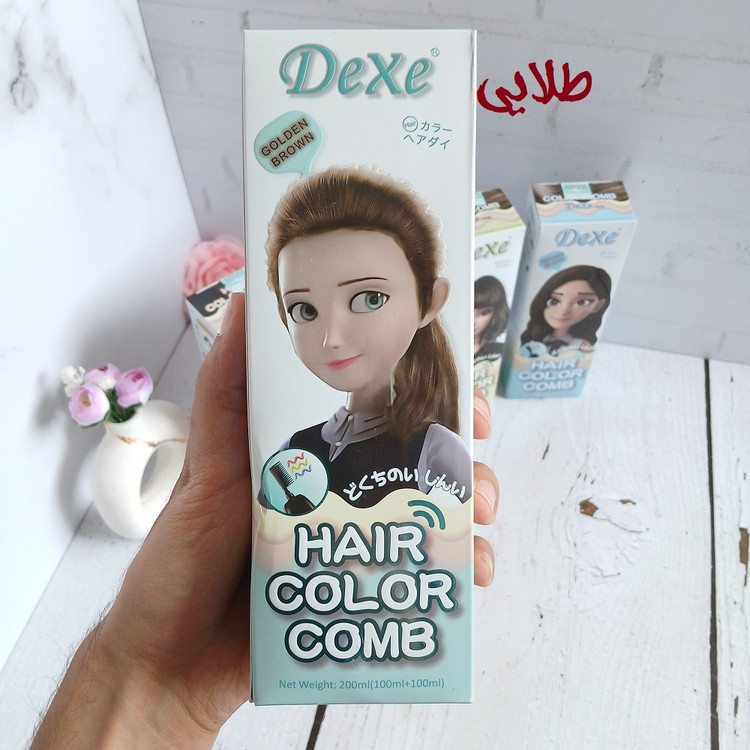 DeXe®
طلایی
GOLDEN
BROWN
Hair カラー
ヘアダイ
どくちのいしんい
HAIR
COLOR
COMB
Net Weight: 200ml(100ml+100ml)
DeXe
HAIR
COLOR
COMB